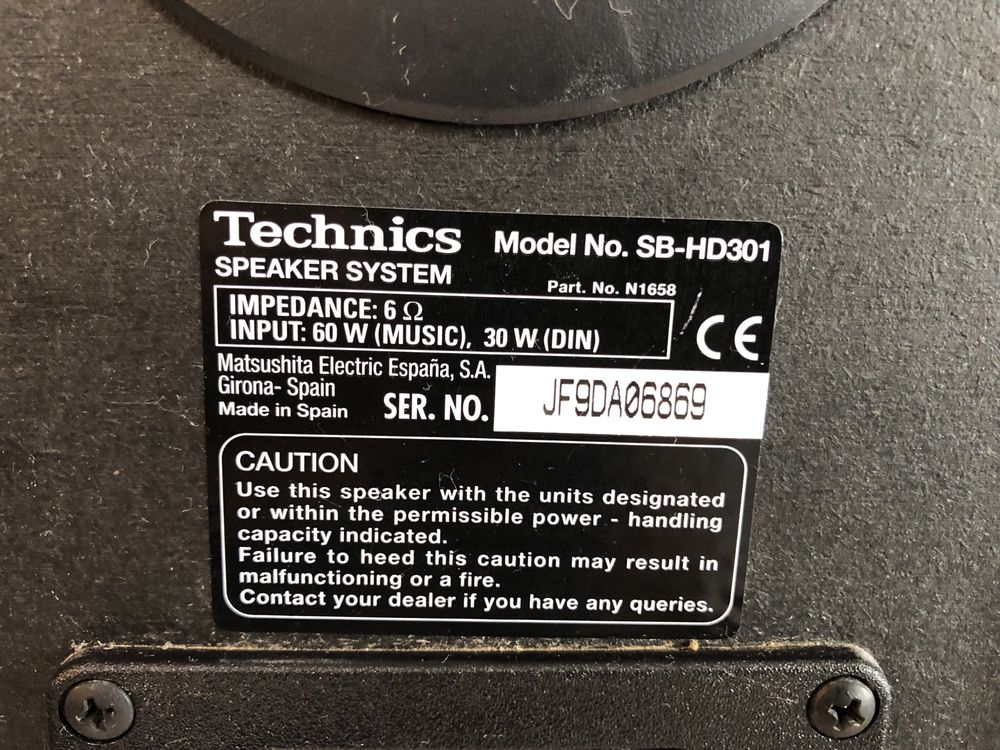 Technics Model No. SB-HD301
SPEAKER SYSTEM
Part. No. N1658
IMPEDANCE: 6 Ω
INPUT: 60 W (MUSIC), 30 W (DIN)
CE
Matsushita Electric España, S.A.
Girona- Spain
Made in Spain SER. NO. JF9DA06869
CAUTION
Use this speaker with the units designated
or within the permissible power - handling
capacity indicated.
Failure to heed this caution may result in
malfunctioning or a fire.
Contact your dealer if you have any queries.